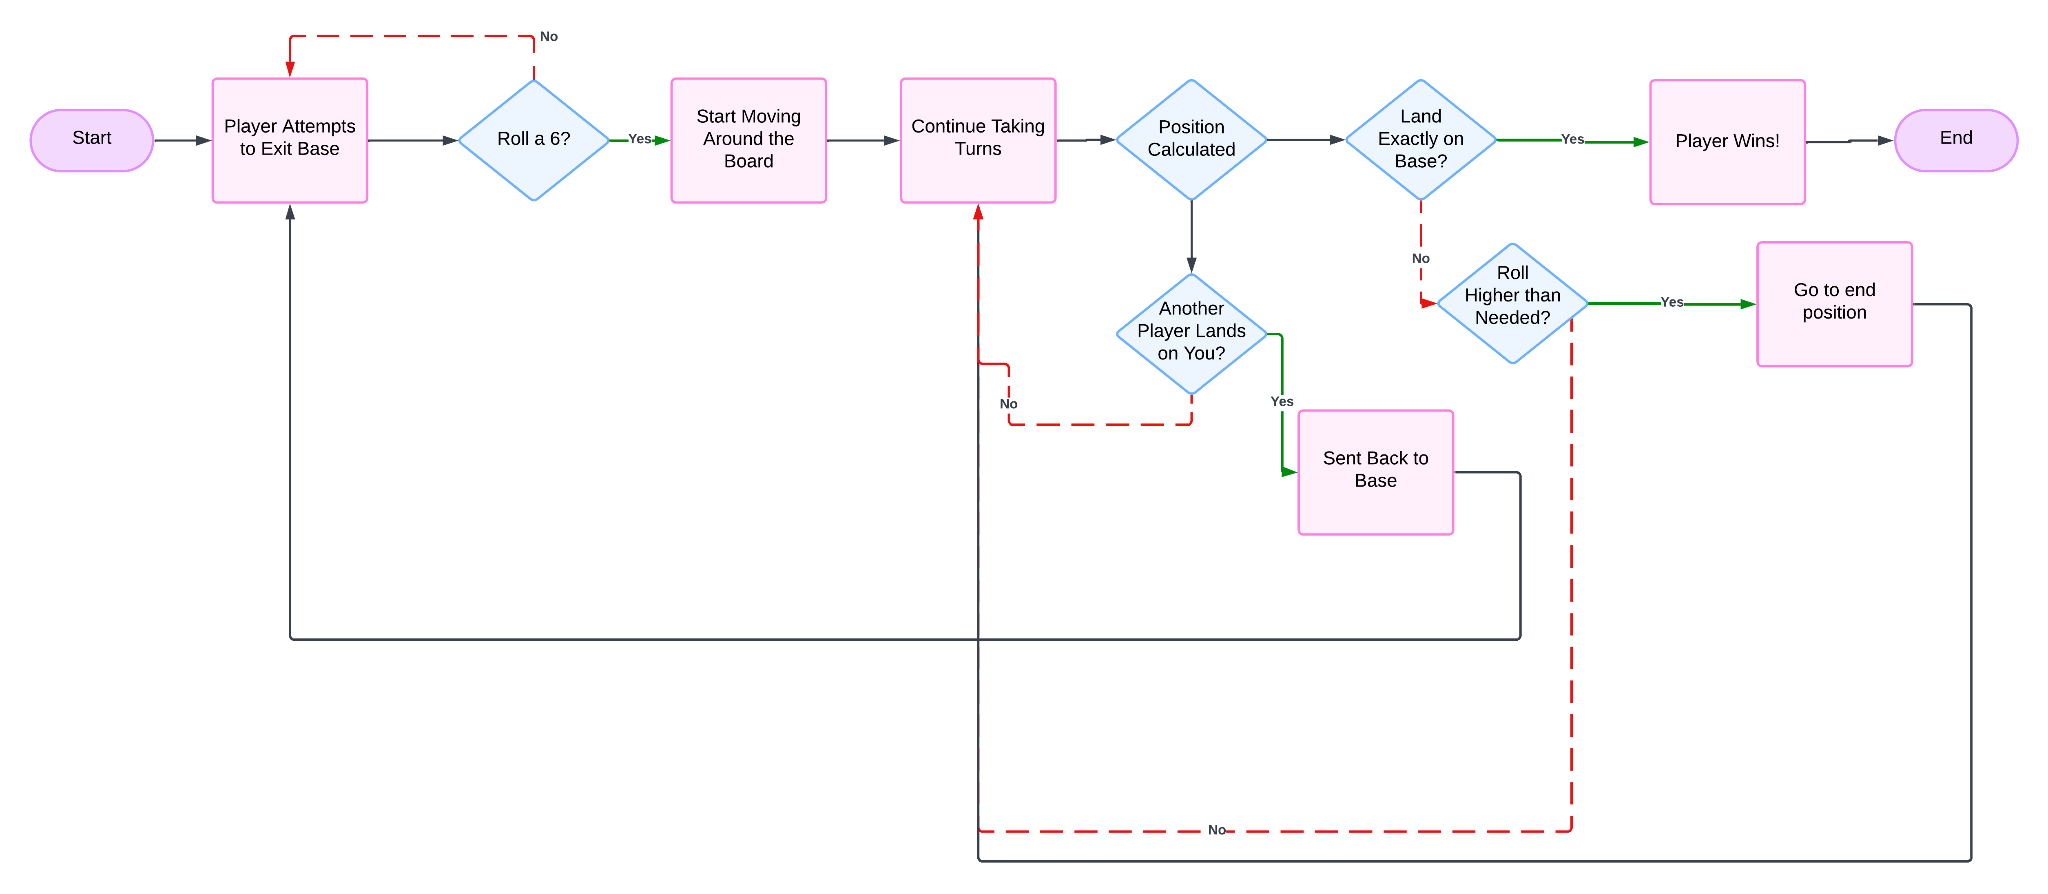 No
Start
Player Attempts
to Exit Base
Roll a 6?
Yes
Start Moving
Around the
Board
Continue Taking
Turns
Position
Calculated
Land
Exactly on
Base?
Yes
Player Wins!
End
No
Roll
Higher than
Needed?
Yes
Go to end
position
Another
Player Lands
on You?
No
Yes
Sent Back to
Base
No